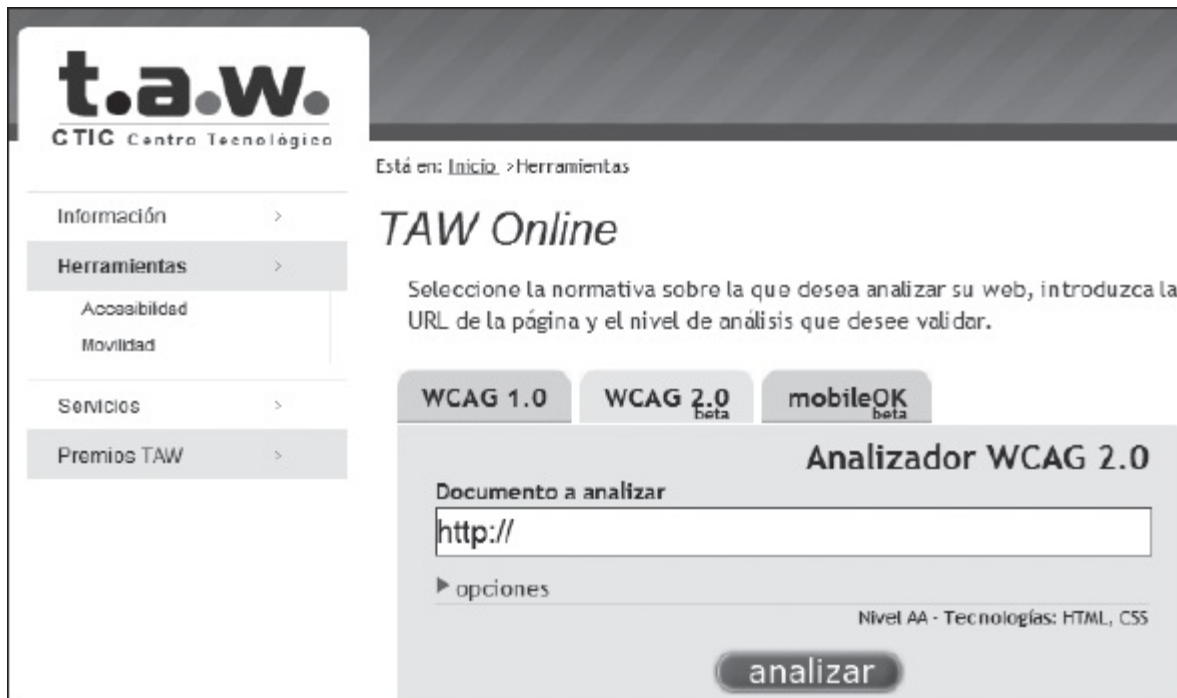 t.a.w.
CTIC Centro Tecnológico
Información >
Herramientas >
Accesibilidad
Movilidad
Servicios >
Premios TAW >
Está en: Inicio >Herramientas
TAW Online
Seleccione la normativa sobre la que desea analizar su web, introduzca la
URL de la página y el nivel de análisis que desee validar.
WCAG 1.0
WCAG 2.0 beta
mobileOK beta
Analizador WCAG 2.0
Documento a analizar
http://
opciones
Nivel AA - Tecnologías: HTML, CSS
analizar